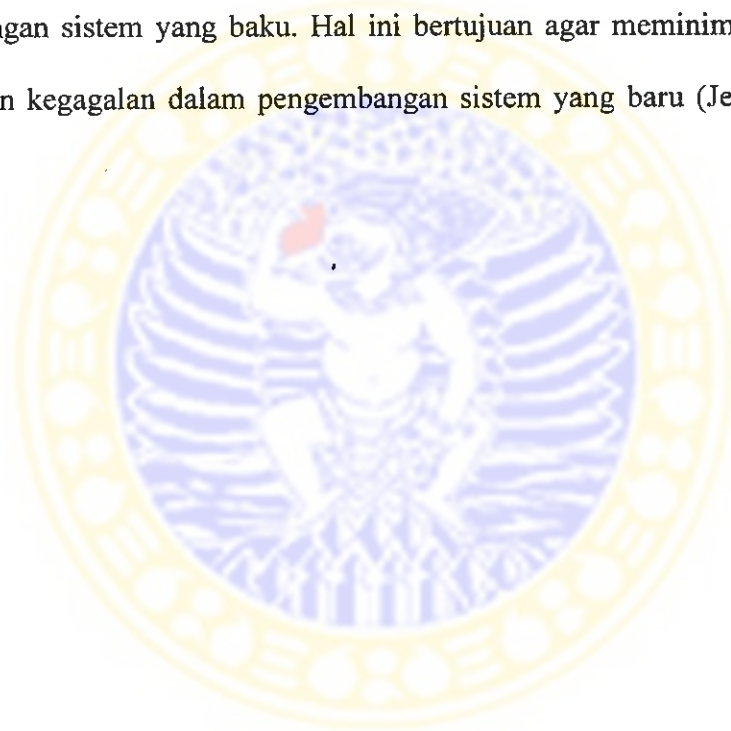 ngan sistem yang baku. Hal ini bertujuan agar meminim
n kegagalan dalam pengembangan sistem yang baru (Je